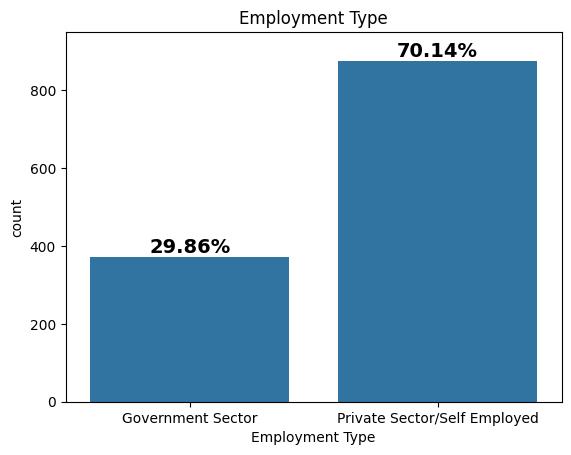 Employment Type
70.14%
800
600
count
400
29.86%
200
0
Government Sector
Private Sector/Self Employed
Employment Type